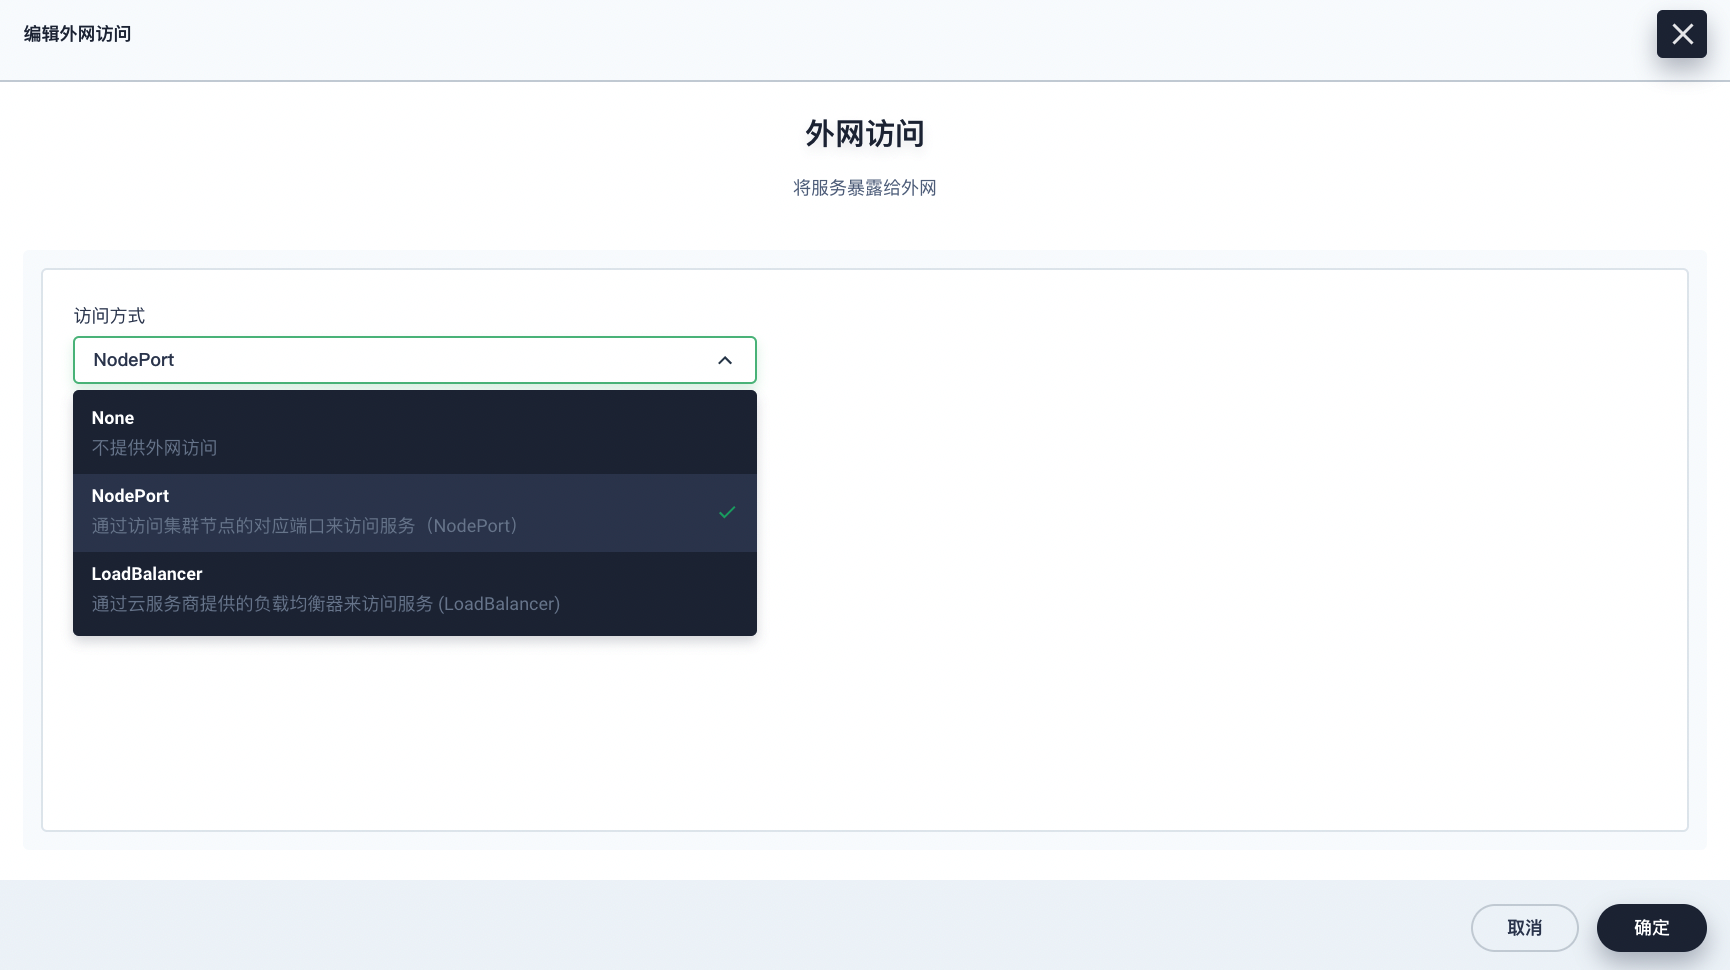 编辑外网访问
外网访问
将服务暴露给外网
访问方式
NodePort
None
不提供外网访问
NodePort
通过访问集群节点的对应端口来访问服务（NodePort）
LoadBalancer
通过云服务商提供的负载均衡器来访问服务 (LoadBalancer)
取消
确定